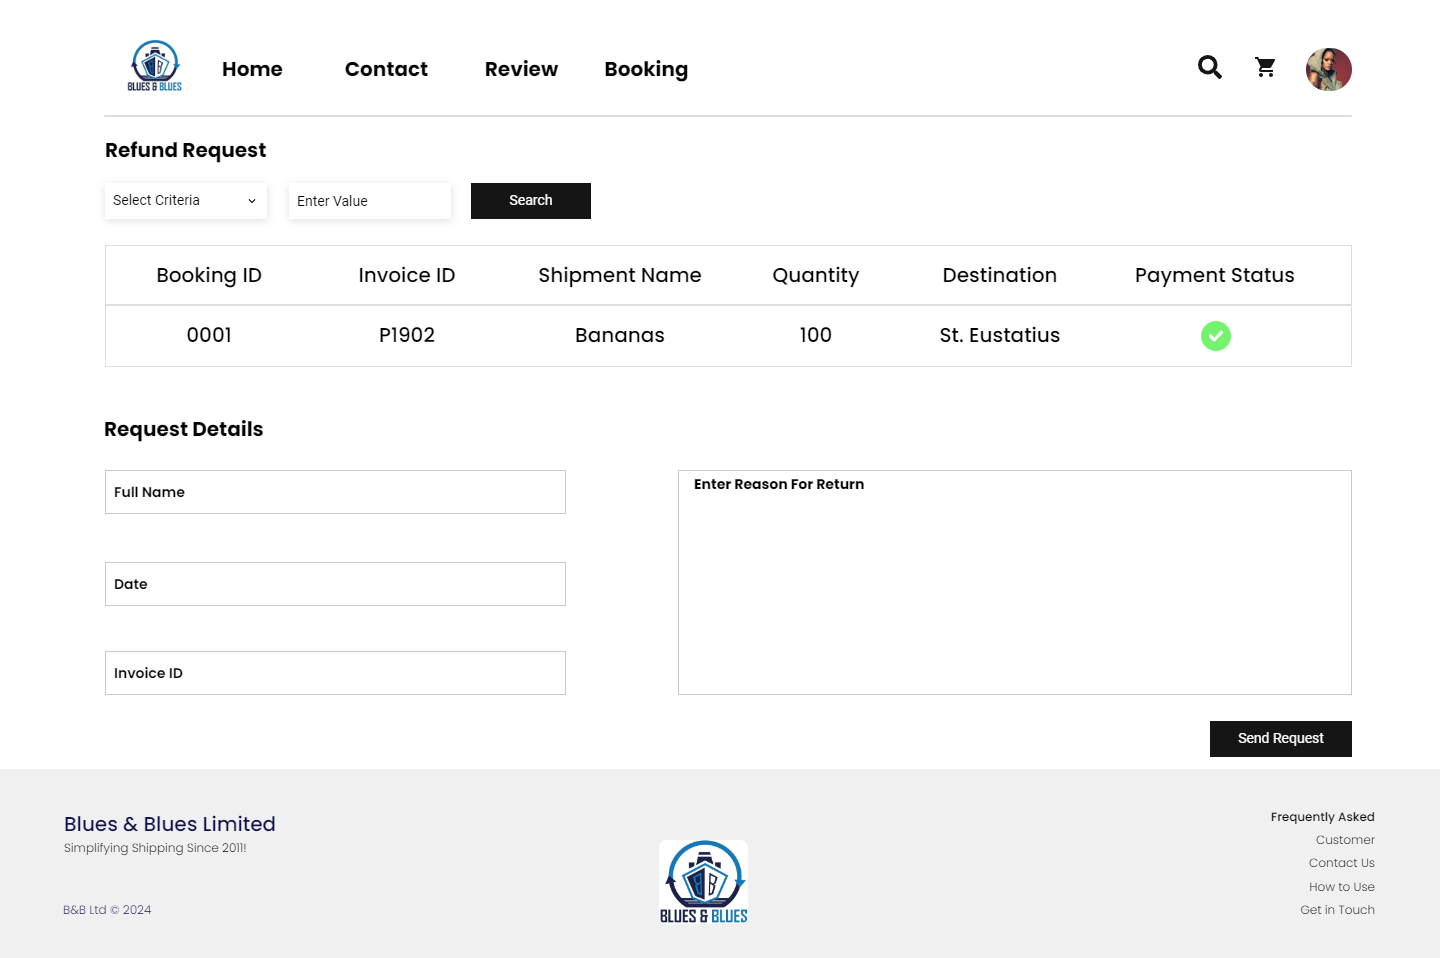 BLUES & BLUES
Home Contact Review Booking
Refund Request
Select Criteria Enter Value Search
Booking ID Invoice ID Shipment Name Quantity Destination Payment Status
0001 P1902 Bananas 100 St. Eustatius
Request Details
Full Name
Date
Invoice ID
Enter Reason For Return
Send Request
Blues & Blues Limited
Simplifying Shipping Since 2011!
B&B Ltd © 2024
B B
BLUES & BLUES
Frequently Asked
Customer
Contact Us
How to Use
Get in Touch